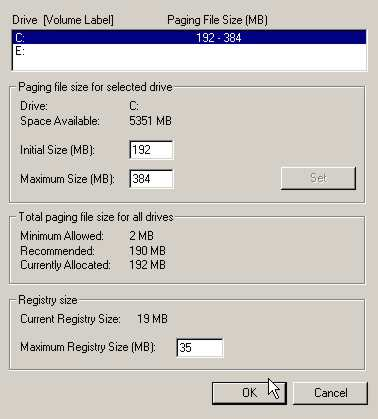 Drive [Volume Label] Paging File Size (MB)
C: 192 - 384
E:
Paging file size for selected drive
Drive: C:
Space Available: 5351 MB
Initial Size (MB): 192
Maximum Size (MB): 384
Set
Total paging file size for all drives
Minimum Allowed: 2 MB
Recommended: 190 MB
Currently Allocated: 192 MB
Registry size
Current Registry Size: 19 MB
Maximum Registry Size (MB): 35
OK Cancel